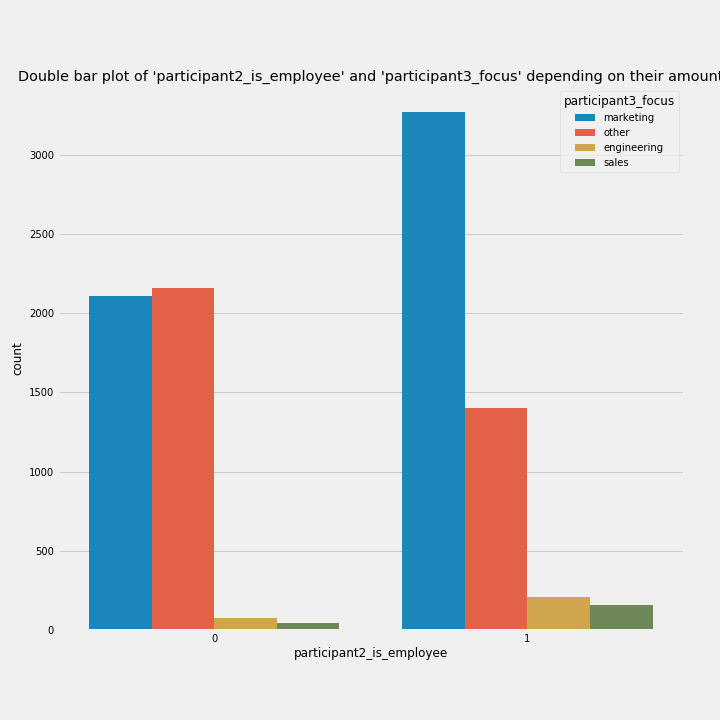 Double bar plot of 'participant2_is_employee' and 'participant3_focus' depending on their amount
participant3_focus
marketing
other
engineering
sales
3000
2500
2000
1500
1000
500
0
count
0 1
participant2_is_employee